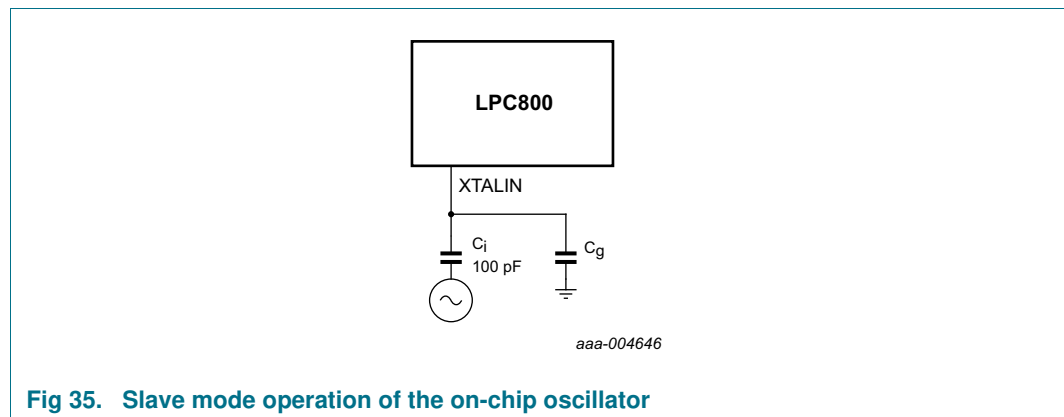 LPC800
XTALIN
Ci
100 pF
Cg
aaa-004646
Fig 35. Slave mode operation of the on-chip oscillator